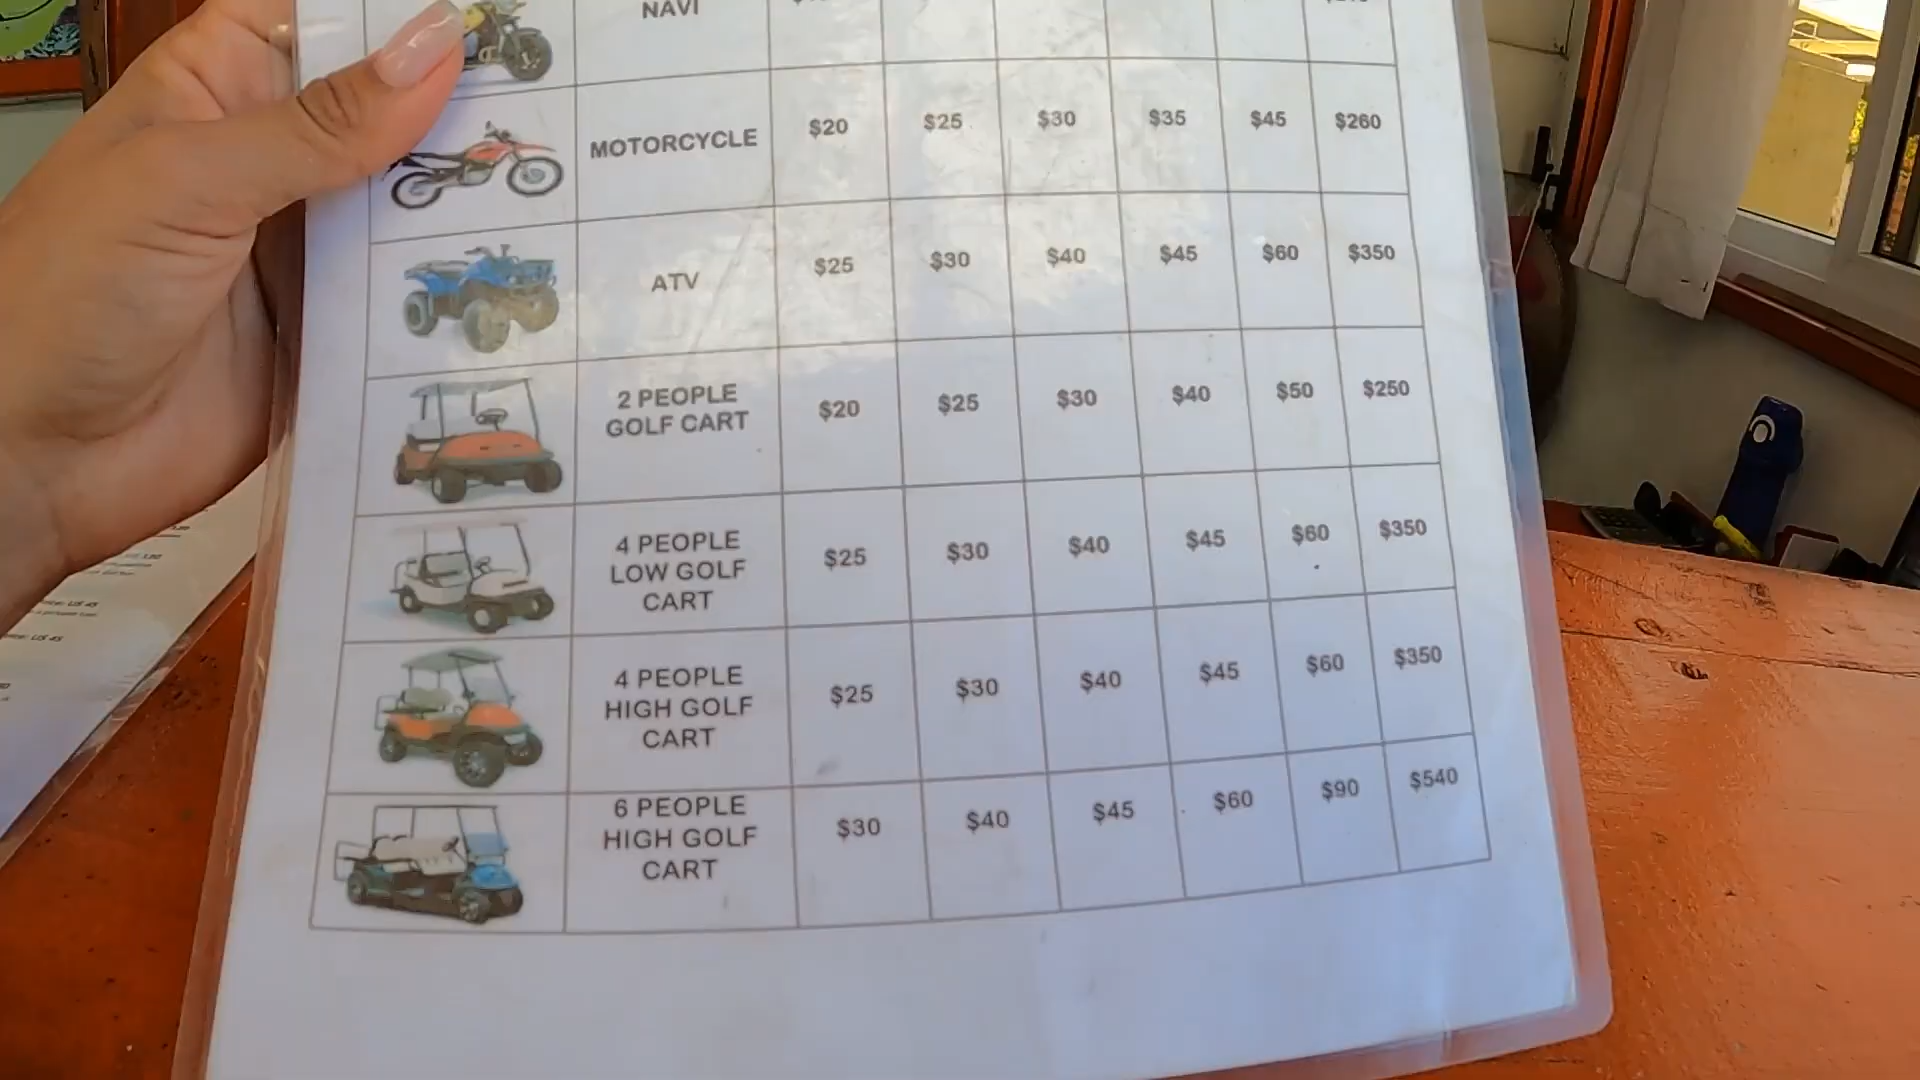 NAVI
MOTORCYCLE $20 $25 $30 $35 $45 $260
ATV $25 $30 $40 $45 $60 $350
2 PEOPLE
GOLF CART $20 $25 $30 $40 $50 $250
4 PEOPLE
LOW GOLF
CART $25 $30 $40 $45 $60 $350
4 PEOPLE
HIGH GOLF
CART $25 $30 $40 $45 $60 $350
6 PEOPLE
HIGH GOLF
CART $30 $40 $45 $60 $90 $540